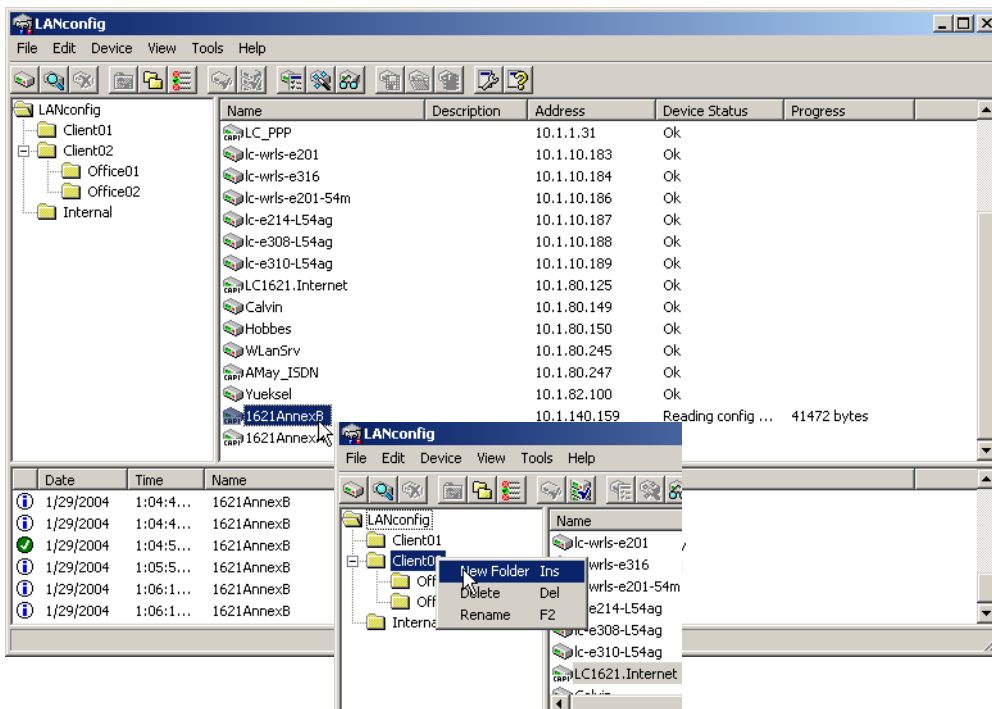 LANconfig
File Edit Device View Tools Help
LANconfig
Client01
Client02
Office01
Office02
Internal
Name Description Address Device Status Progress
LC_PPP 10.1.1.31 Ok
lc-wrls-e201 10.1.10.183 Ok
lc-wrls-e316 10.1.10.184 Ok
lc-wrls-e201-54m 10.1.10.186 Ok
lc-e214-L54ag 10.1.10.187 Ok
lc-e308-L54ag 10.1.10.188 Ok
lc-e310-L54ag 10.1.10.189 Ok
LC1621.Internet 10.1.80.125 Ok
Calvin 10.1.80.149 Ok
Hobbes 10.1.80.150 Ok
WLanSrv 10.1.80.245 Ok
AMay_ISDN 10.1.80.247 Ok
Yueksel 10.1.82.100 Ok
1621AnnexB 10.1.140.159 Reading config ... 41472 bytes
1621Annex
Date Time Name
1/29/2004 1:04:4... 1621AnnexB
1/29/2004 1:04:4... 1621AnnexB
1/29/2004 1:04:5... 1621AnnexB
1/29/2004 1:05:5... 1621AnnexB
1/29/2004 1:06:1... 1621AnnexB
1/29/2004 1:06:1... 1621AnnexB
LANconfig
File Edit Device View Tools Help
LANconfig
Client01
Client0
Off
Off
Interna
New Folder Ins
Delete Del
Rename F2
Name
lc-wrls-e201
wrls-e316
wrls-e201-54m
e214-L54ag
lc-e308-L54ag
lc-e310-L54ag
LC1621.Internet